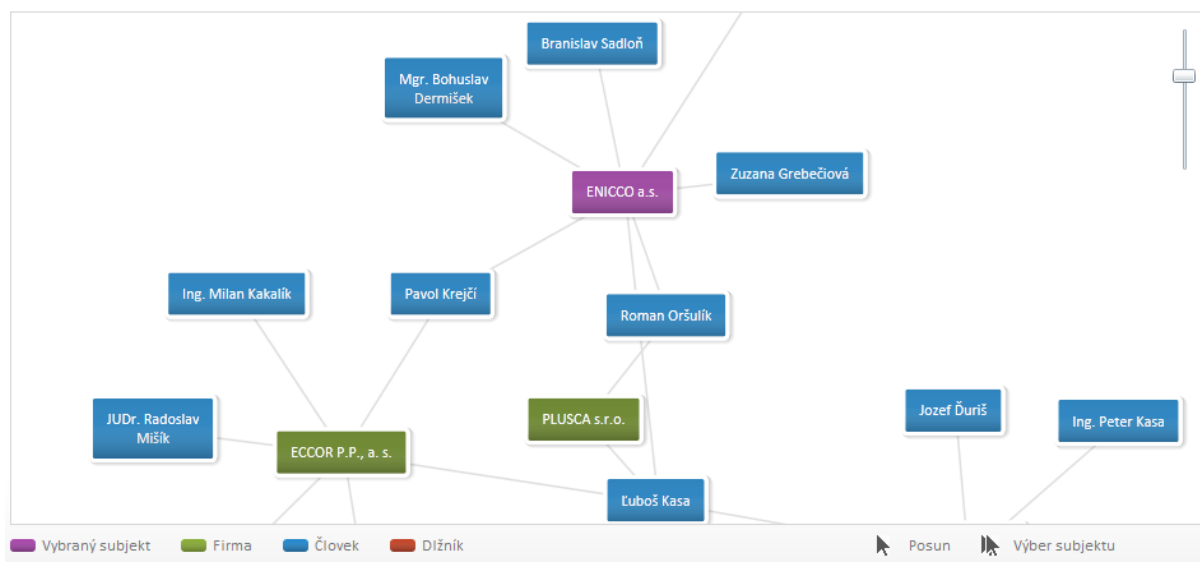 Branislav Sadloň
Mgr. Bohuslav
Dermišek
Zuzana Grebečiová
ENICCO a.s.
Ing. Milan Kakalík
Pavol Krejčí
Roman Oršulík
JUDr. Radoslav
Mišík
PLUSCA s.r.o.
Jozef Ďuriš
Ing. Peter Kasa
ECCOR P.P., a. s.
Ľuboš Kasa
Vybraný subjekt
Firma
Človek
Dlžník
Posun
Výber subjektu